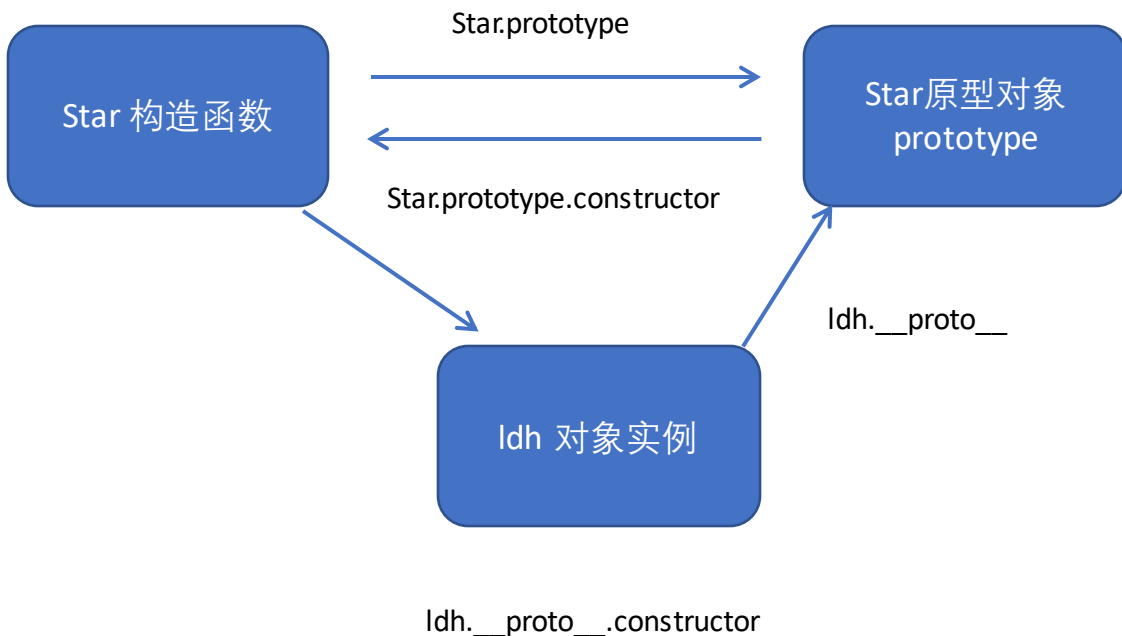 Star.prototype
Star 构造函数
Star原型对象
prototype
Star.prototype.constructor
ldh.__proto__
ldh 对象实例
ldh.__proto__.constructor